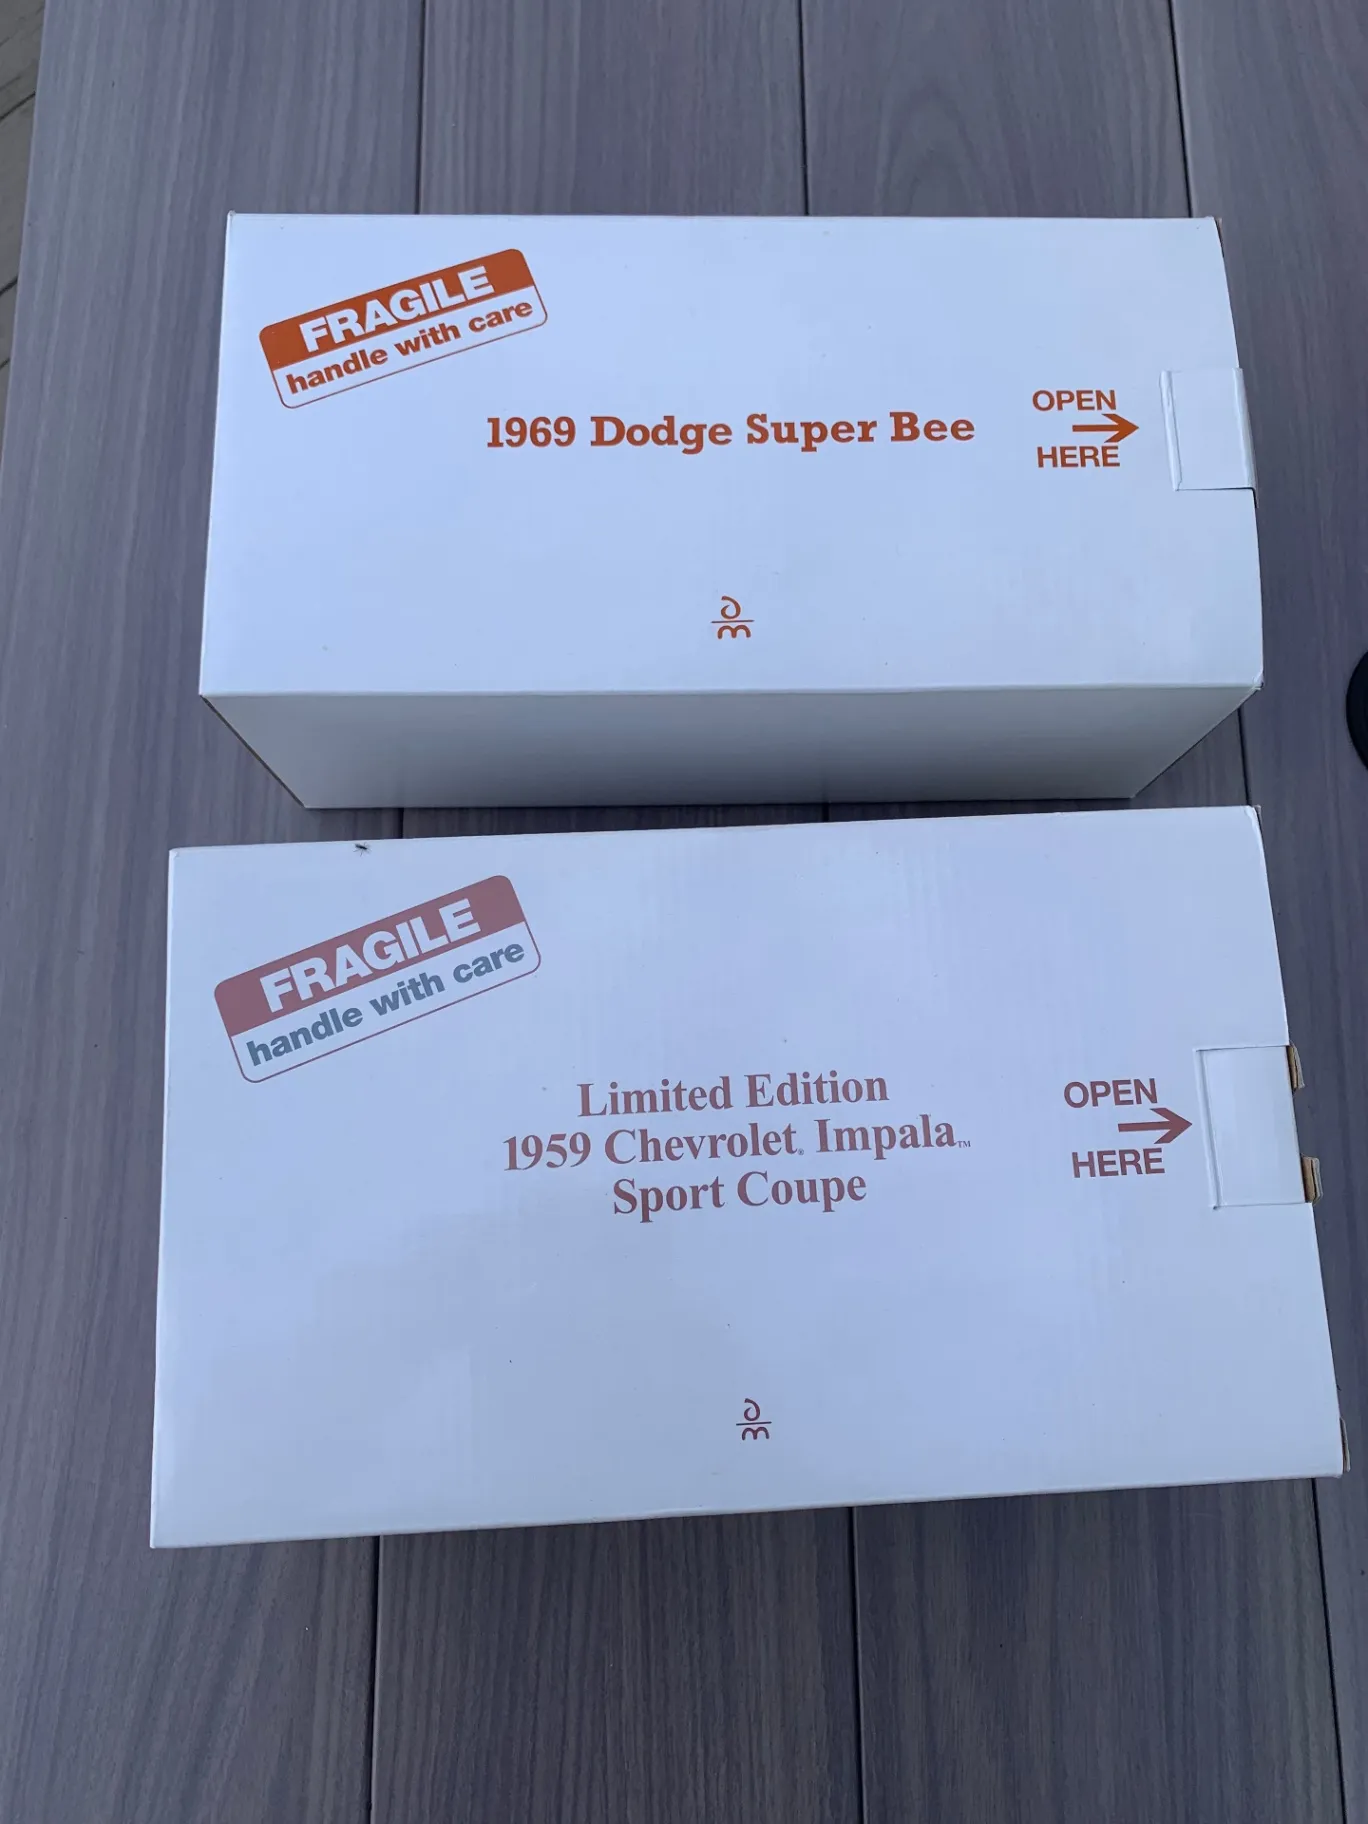 FRAGILE
handle with care
1969 Dodge Super Bee
OPEN
HERE
FRAGILE
handle with care
Limited Edition
1959 Chevrolet® Impala™
Sport Coupe
OPEN
HERE